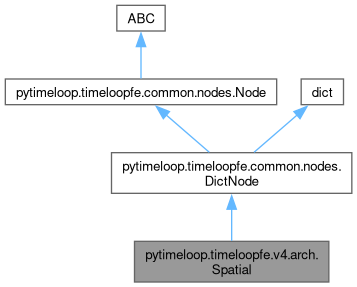 ABC
pytimeloop.timeloopfe.common.nodes.Node
dict
pytimeloop.timeloopfe.common.nodes.
DictNode
pytimeloop.timeloopfe.v4.arch.
Spatial